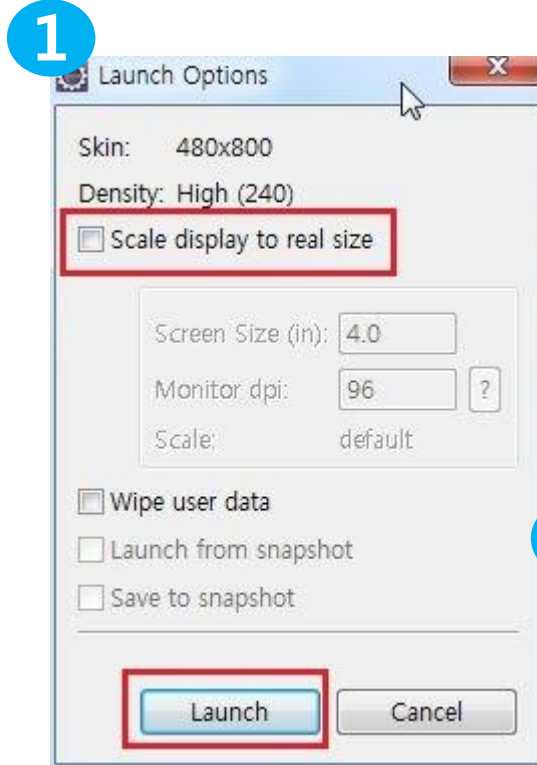 1
Launch Options
Skin: 480x800
Density: High (240)
Scale display to real size
Screen Size (in): 4.0
Monitor dpi: 96 ?
Scale: default
Wipe user data
Launch from snapshot
Save to snapshot
Launch Cancel